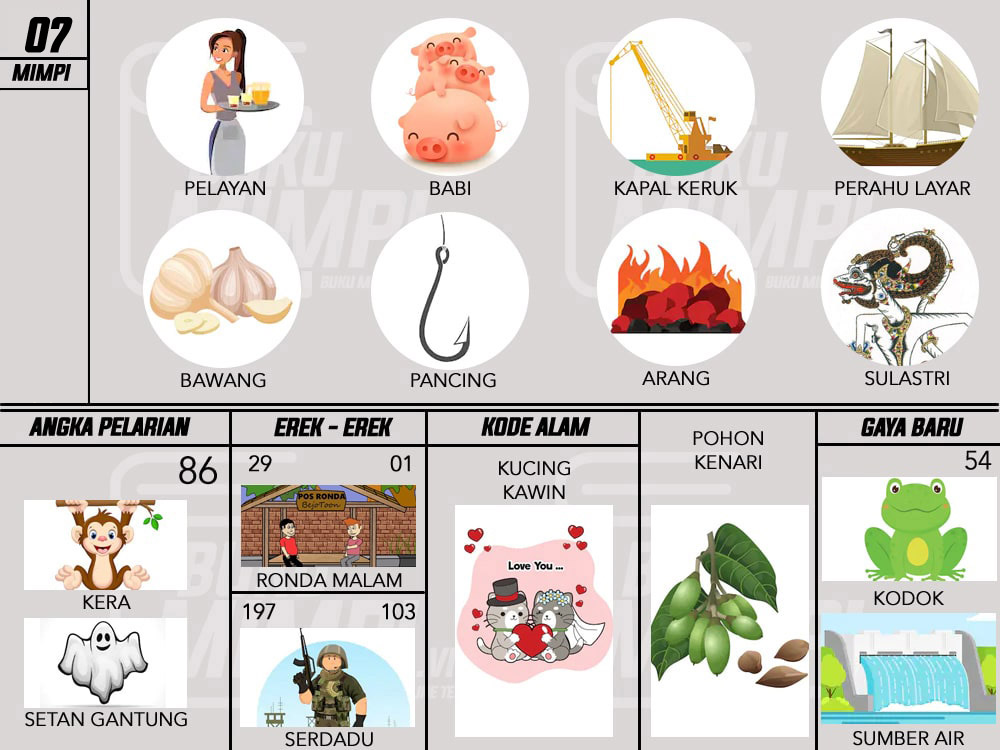 07
MIMPI
PELAYAN
BABI
KAPAL KERUK
PERAHU LAYAR
BAWANG
PANCING
ARANG
SULASTRI
ANGKA PELARIAN
86
KERA
SETAN GANTUNG
EREK - EREK
29 01
POS RONDA
BejoToon
RONDA MALAM
197 103
SERDADU
KODE ALAM
KUCING
KAWIN
Love You ...
POHON
KENARI
GAYA BARU
54
KODOK
SUMBER AIR
BUKU
MIMPI